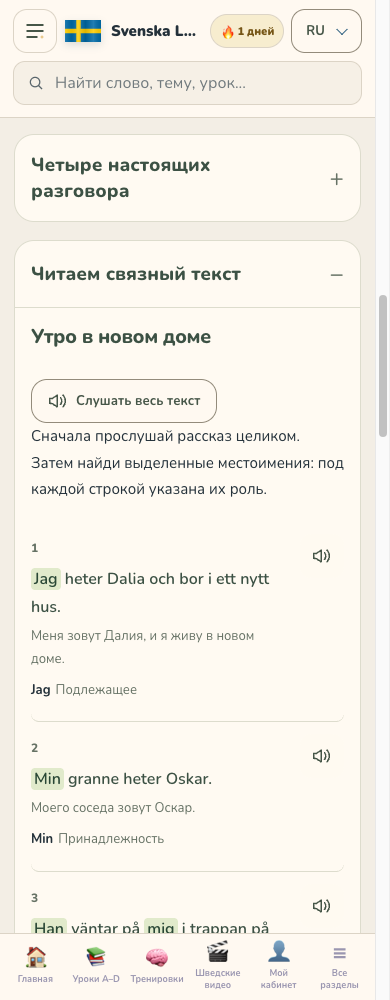 Svenska L...
🔥 1 дней
RU
Найти слово, тему, урок...
Четыре настоящих
разговора
Читаем связный текст
Утро в новом доме
Слушать весь текст
Сначала прослушай рассказ целиком.
Затем найди выделенные местоимения: под
каждой строкой указана их роль.
1
Jag heter Dalia och bor i ett nytt
hus.
Меня зовут Далия, и я живу в новом
доме.
Jag Подлежащее
2
Min granne heter Oskar.
Моего соседа зовут Оскар.
Min Принадлежность
3
Han väntar på mig i trappan på
Главная
Уроки A–D
Тренировки
Шведские
видео
Мой
кабинет
Все
разделы